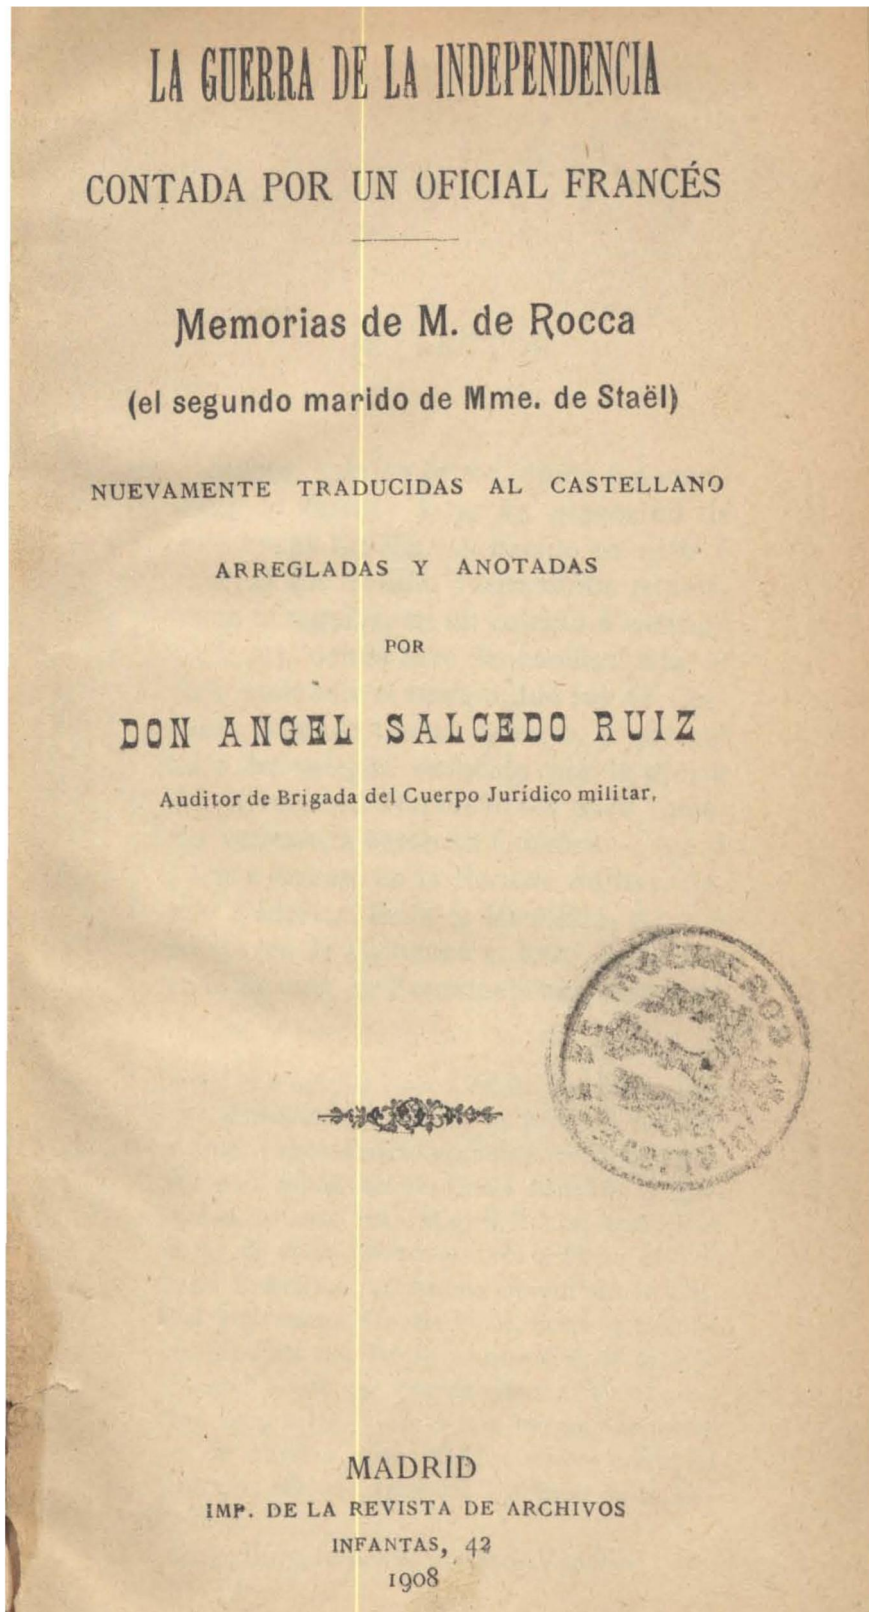 LA GUERRA DE LA INDEPENDENCIA
CONTADA POR UN OFICIAL FRANCÉS
Memorias de M. de Rocca
(el segundo marido de Mme. de Staël)
NUEVAMENTE TRADUCIDAS AL CASTELLANO
ARREGLADAS Y ANOTADAS
POR
DON ANGEL SALCEDO RUIZ
Auditor de Brigada del Cuerpo Jurídico militar.
DE INGENIEROS
MADRID
IMP. DE LA REVISTA DE ARCHIVOS
INFANTAS, 42
1908